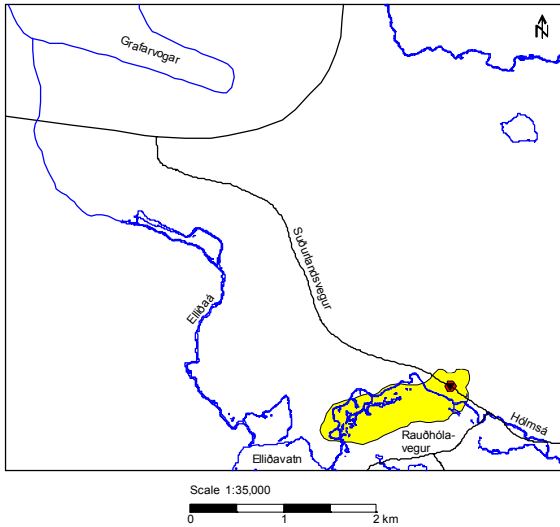 Grafarvogar
N
Suðurlandsvegur
Elliðaá
Hólmsá
Rauðhóla-
vegur
Elliðavatn
Scale 1:35,000
0 1 2 km